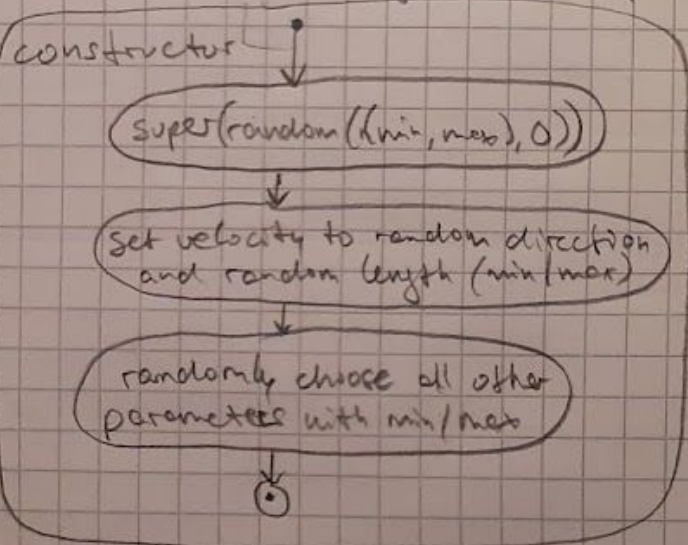 constructor
super(random((min, max), 0))
set velocity to random direction
and random length (min/max)
randomly choose all other
parameters with min/max